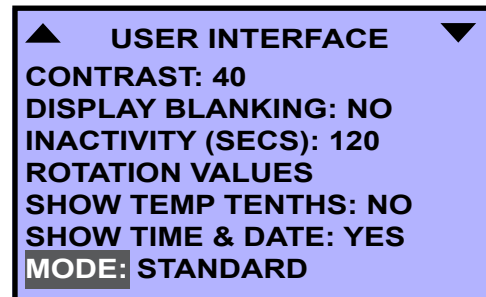 USER INTERFACE
CONTRAST: 40
DISPLAY BLANKING: NO
INACTIVITY (SECS): 120
ROTATION VALUES
SHOW TEMP TENTHS: NO
SHOW TIME & DATE: YES
MODE: STANDARD